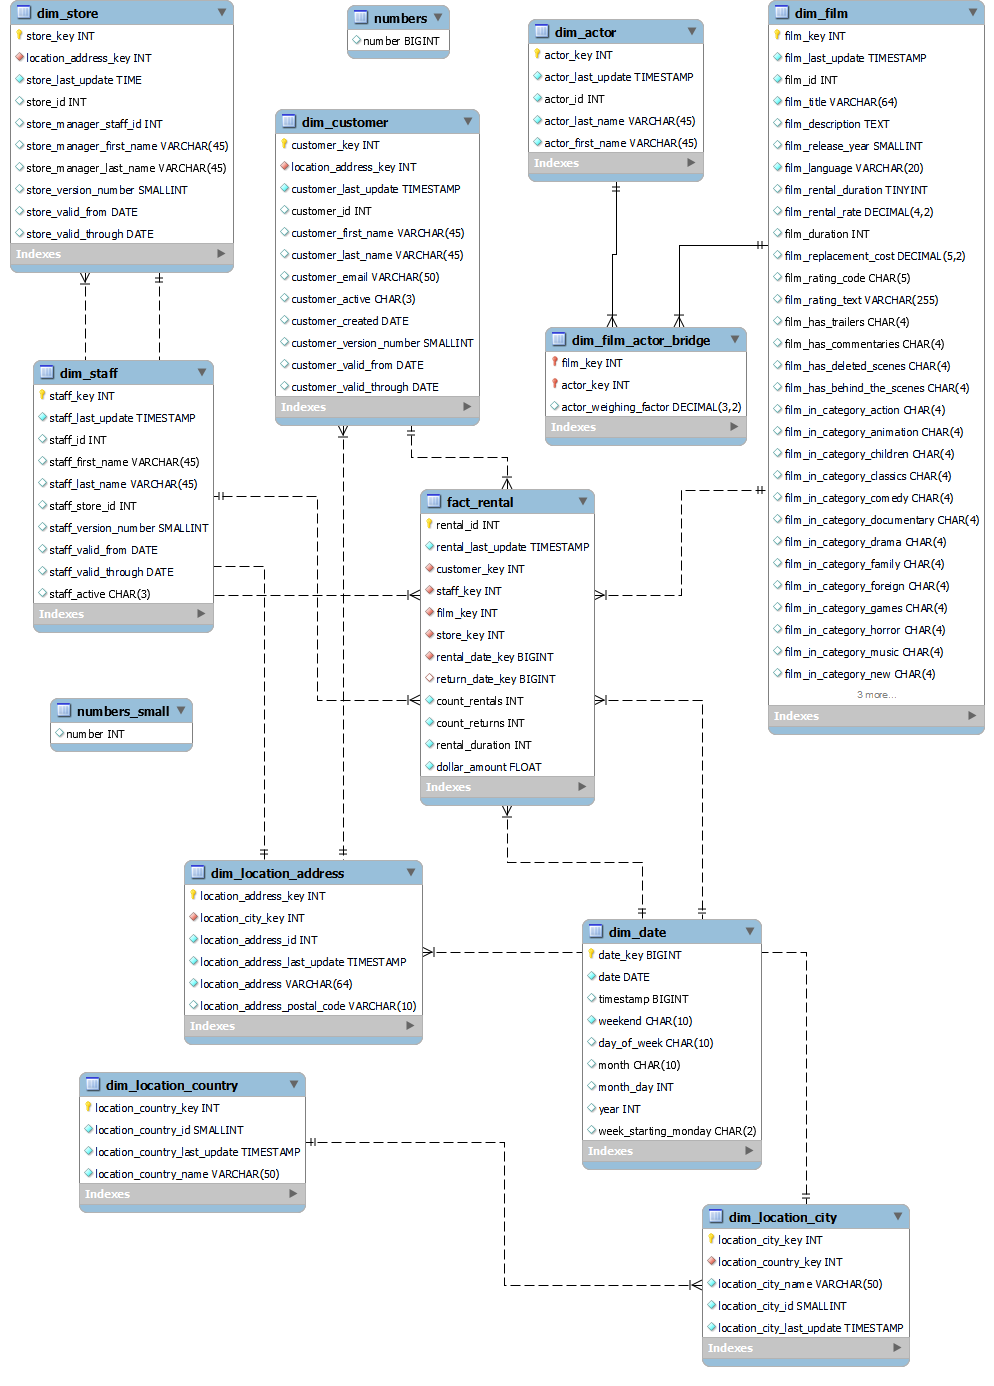 dim_store
store_key INT
location_address_key INT
store_last_update TIME
store_id INT
store_manager_staff_id INT
store_manager_first_name VARCHAR(45)
store_manager_last_name VARCHAR(45)
store_version_number SMALLINT
store_valid_from DATE
store_valid_through DATE
Indexes
numbers
number BIGINT
dim_actor
actor_key INT
actor_last_update TIMESTAMP
actor_id INT
actor_last_name VARCHAR(45)
actor_first_name VARCHAR(45)
Indexes
dim_film
film_key INT
film_last_update TIMESTAMP
film_id INT
film_title VARCHAR(64)
film_description TEXT
film_release_year SMALLINT
film_language VARCHAR(20)
film_rental_duration TINYINT
film_rental_rate DECIMAL(4,2)
film_duration INT
film_replacement_cost DECIMAL(5,2)
film_rating_code CHAR(5)
film_rating_text VARCHAR(255)
film_has_trailers CHAR(4)
film_has_commentaries CHAR(4)
film_has_deleted_scenes CHAR(4)
film_has_behind_the_scenes CHAR(4)
film_in_category_action CHAR(4)
film_in_category_animation CHAR(4)
film_in_category_children CHAR(4)
film_in_category_classics CHAR(4)
film_in_category_comedy CHAR(4)
film_in_category_documentary CHAR(4)
film_in_category_drama CHAR(4)
film_in_category_family CHAR(4)
film_in_category_foreign CHAR(4)
film_in_category_games CHAR(4)
film_in_category_horror CHAR(4)
film_in_category_music CHAR(4)
film_in_category_new CHAR(4)
3 more...
Indexes
dim_customer
customer_key INT
location_address_key INT
customer_last_update TIMESTAMP
customer_id INT
customer_first_name VARCHAR(45)
customer_last_name VARCHAR(45)
customer_email VARCHAR(50)
customer_active CHAR(3)
customer_created DATE
customer_version_number SMALLINT
customer_valid_from DATE
customer_valid_through DATE
Indexes
dim_film_actor_bridge
film_key INT
actor_key INT
actor_weighing_factor DECIMAL(3,2)
Indexes
dim_staff
staff_key INT
staff_last_update TIMESTAMP
staff_id INT
staff_first_name VARCHAR(45)
staff_last_name VARCHAR(45)
staff_store_id INT
staff_version_number SMALLINT
staff_valid_from DATE
staff_valid_through DATE
staff_active CHAR(3)
Indexes
fact_rental
rental_id INT
rental_last_update TIMESTAMP
customer_key INT
staff_key INT
film_key INT
store_key INT
rental_date_key BIGINT
return_date_key BIGINT
count_rentals INT
count_returns INT
rental_duration INT
dollar_amount FLOAT
Indexes
numbers_small
number INT
dim_location_address
location_address_key INT
location_city_key INT
location_address_id INT
location_address_last_update TIMESTAMP
location_address VARCHAR(64)
location_address_postal_code VARCHAR(10)
Indexes
dim_date
date_key BIGINT
date DATE
timestamp BIGINT
weekend CHAR(10)
day_of_week CHAR(10)
month CHAR(10)
month_day INT
year INT
week_starting_monday CHAR(2)
Indexes
dim_location_country
location_country_key INT
location_country_id SMALLINT
location_country_last_update TIMESTAMP
location_country_name VARCHAR(50)
Indexes
dim_location_city
location_city_key INT
location_country_key INT
location_city_name VARCHAR(50)
location_city_id SMALLINT
location_city_last_update TIMESTAMP
Indexes